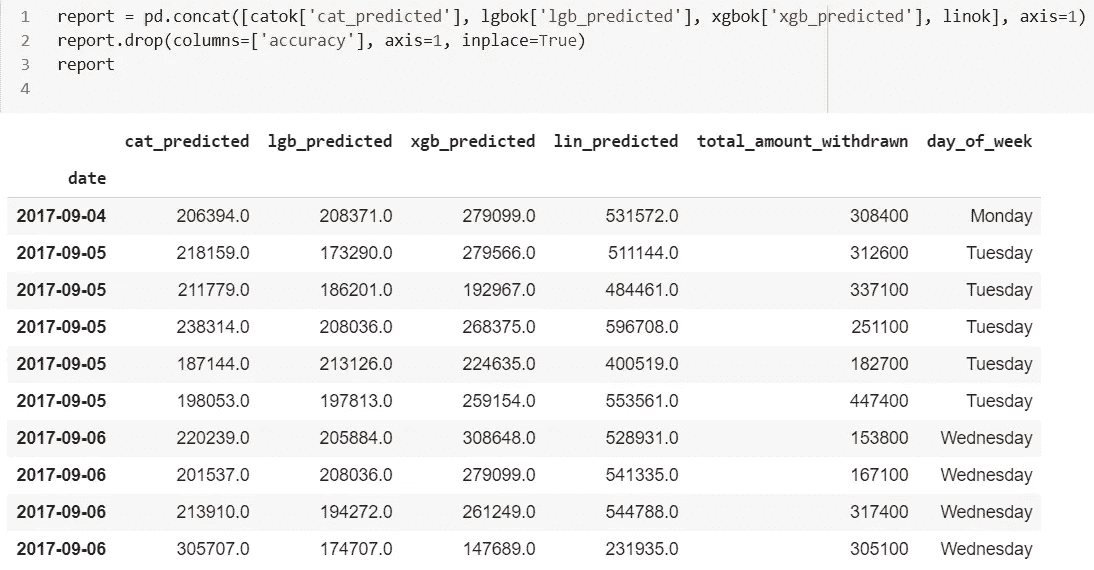 1 report = pd.concat([catok['cat_predicted'], lgbok['lgb_predicted'], xgbok['xgb_predicted'], linok], axis=1)
2 report.drop(columns=['accuracy'], axis=1, inplace=True)
3 report
4
cat_predicted lgb_predicted xgb_predicted lin_predicted total_amount_withdrawn day_of_week
date
2017-09-04 206394.0 208371.0 279099.0 531572.0 308400 Monday
2017-09-05 218159.0 173290.0 279566.0 511144.0 312600 Tuesday
2017-09-05 211779.0 186201.0 192967.0 484461.0 337100 Tuesday
2017-09-05 238314.0 208036.0 268375.0 596708.0 251100 Tuesday
2017-09-05 187144.0 213126.0 224635.0 400519.0 182700 Tuesday
2017-09-05 198053.0 197813.0 259154.0 553561.0 447400 Tuesday
2017-09-06 220239.0 205884.0 308648.0 528931.0 153800 Wednesday
2017-09-06 201537.0 208036.0 279099.0 541335.0 167100 Wednesday
2017-09-06 213910.0 194272.0 261249.0 544788.0 317400 Wednesday
2017-09-06 305707.0 174707.0 147689.0 231935.0 305100 Wednesday